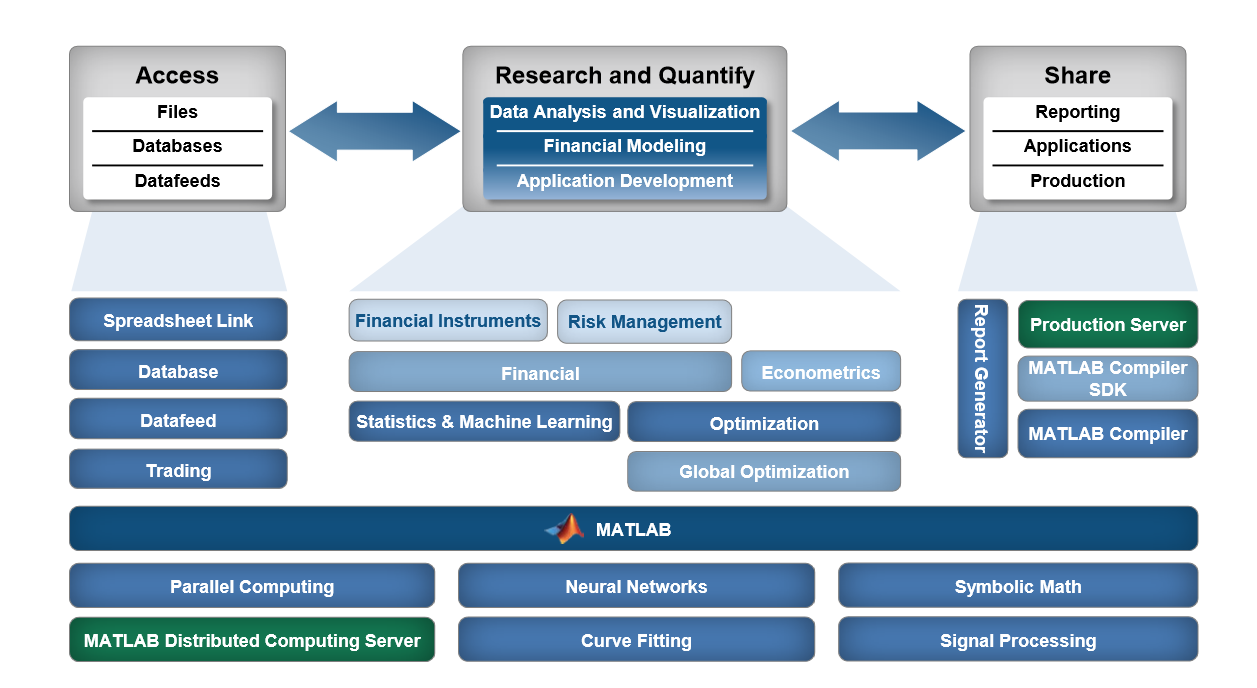 Access
Files
Databases
Datafeeds
Research and Quantify
Data Analysis and Visualization
Financial Modeling
Application Development
Share
Reporting
Applications
Production
Spreadsheet Link
Database
Datafeed
Trading
Financial Instruments
Risk Management
Financial
Econometrics
Statistics & Machine Learning
Optimization
Global Optimization
Report Generator
Production Server
MATLAB Compiler
SDK
MATLAB Compiler
MATLAB
Parallel Computing
Neural Networks
Symbolic Math
MATLAB Distributed Computing Server
Curve Fitting
Signal Processing